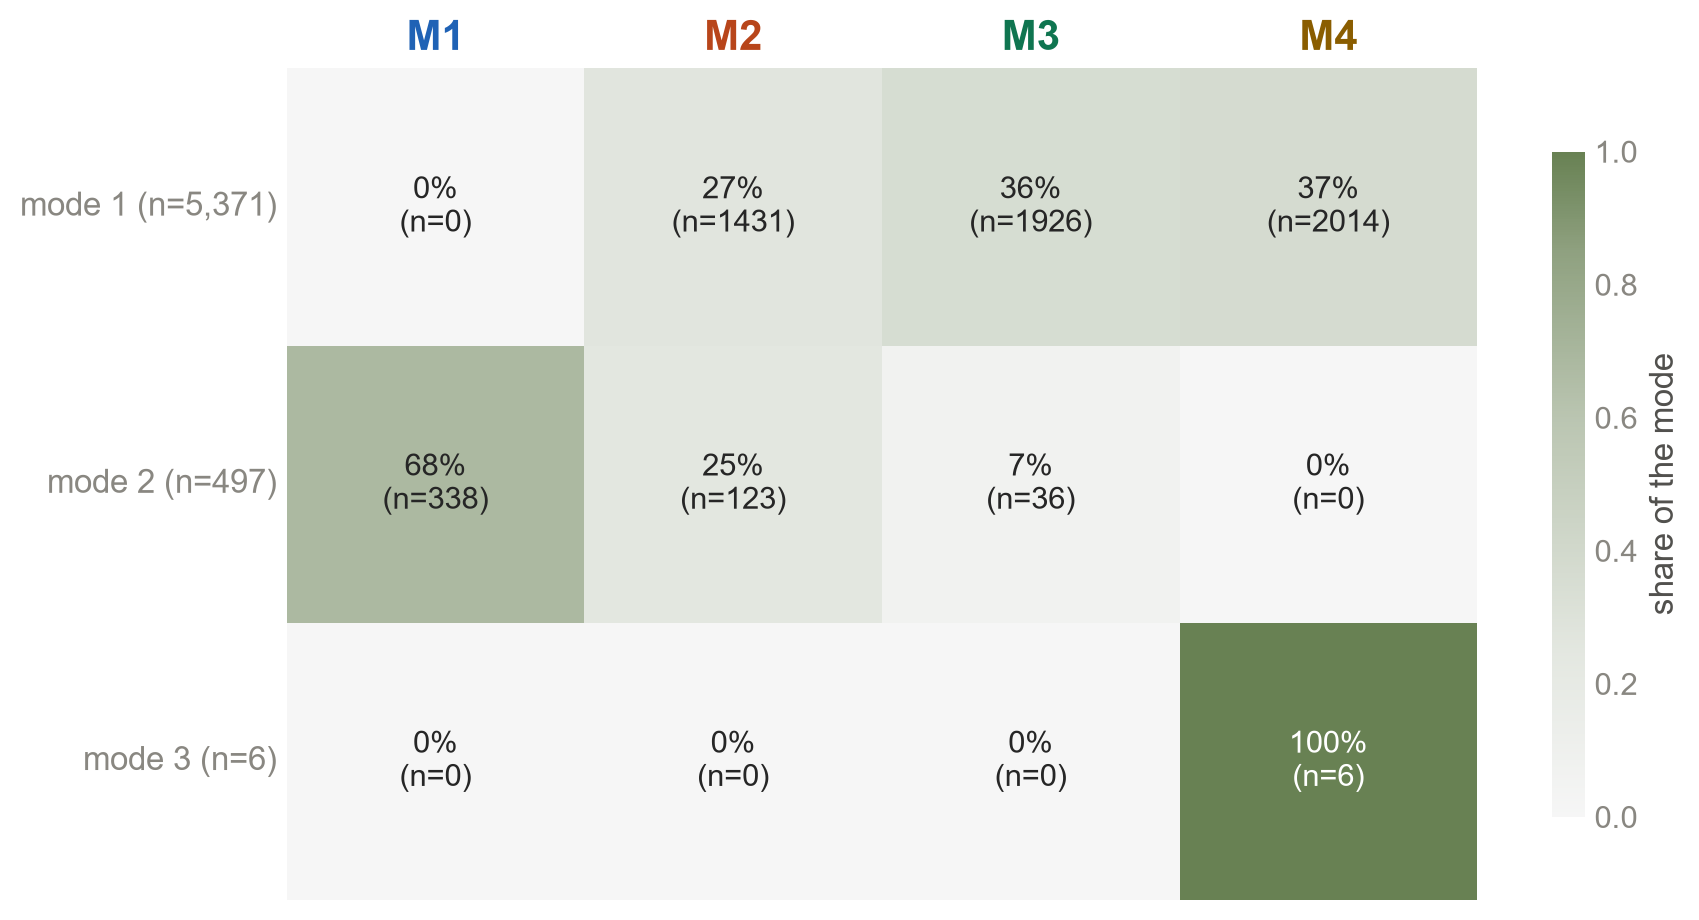 M1 M2 M3 M4
mode 1 (n=5,371)
0% 27% 36% 37%
(n=0) (n=1431) (n=1926) (n=2014)
mode 2 (n=497)
68% 25% 7% 0%
(n=338) (n=123) (n=36) (n=0)
mode 3 (n=6)
0% 0% 0% 100%
(n=0) (n=0) (n=0) (n=6)
1.0
0.8
0.6
0.4
0.2
0.0
share of the mode